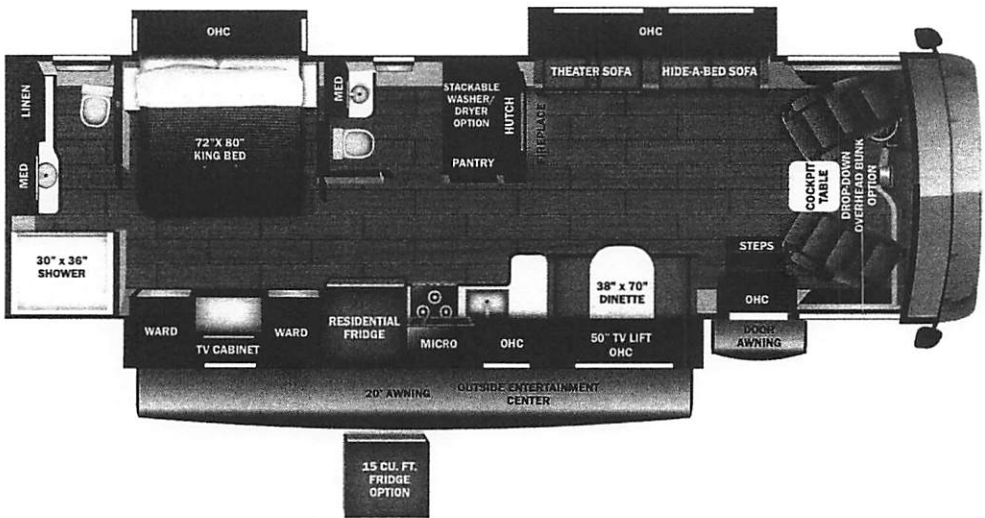 OHC
OHC
LINEN
MED
72"X 80"
KING BED
MED
STACKABLE
WASHER/
DRYER
OPTION
PANTRY
HUTCH
FIREPLACE
THEATER SOFA
HIDE-A-BED SOFA
COCKPIT
TABLE
DROP-DOWN
OVERHEAD BUNK
OPTION
STEPS
OHC
DOOR
AWNING
30" x 36"
SHOWER
WARD
TV CABINET
WARD
RESIDENTIAL
FRIDGE
MICRO
OHC
38" x 70"
DINETTE
50" TV LIFT
OHC
20' AWNING
OUTSIDE ENTERTAINMENT
CENTER
15 CU. FT.
FRIDGE
OPTION